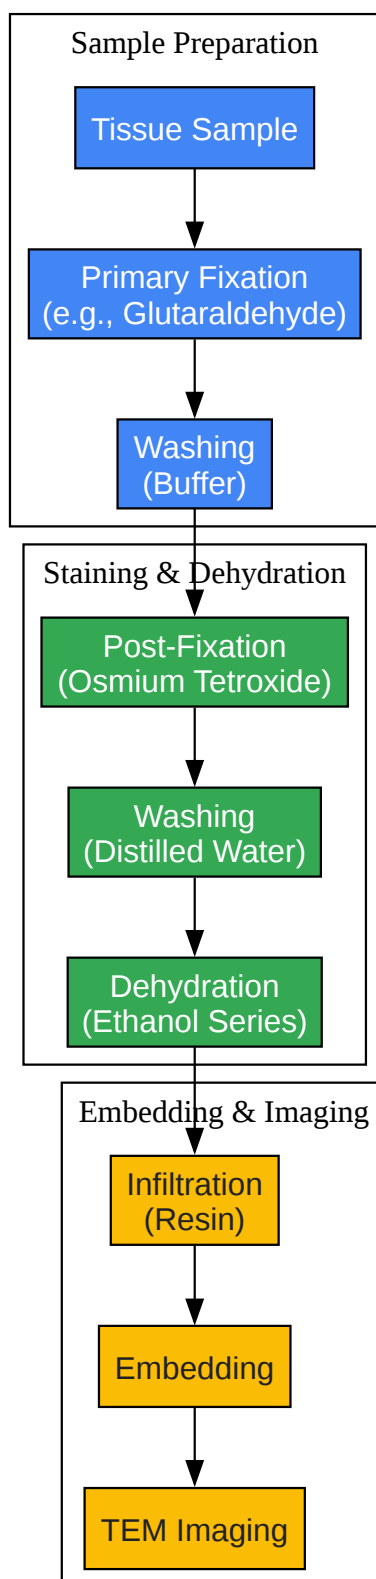 Sample Preparation
Tissue Sample
Primary Fixation
(e.g., Glutaraldehyde)
Washing
(Buffer)
Staining & Dehydration
Post-Fixation
(Osmium Tetroxide)
Washing
(Distilled Water)
Dehydration
(Ethanol Series)
Embedding & Imaging
Infiltration
(Resin)
Embedding
TEM Imaging